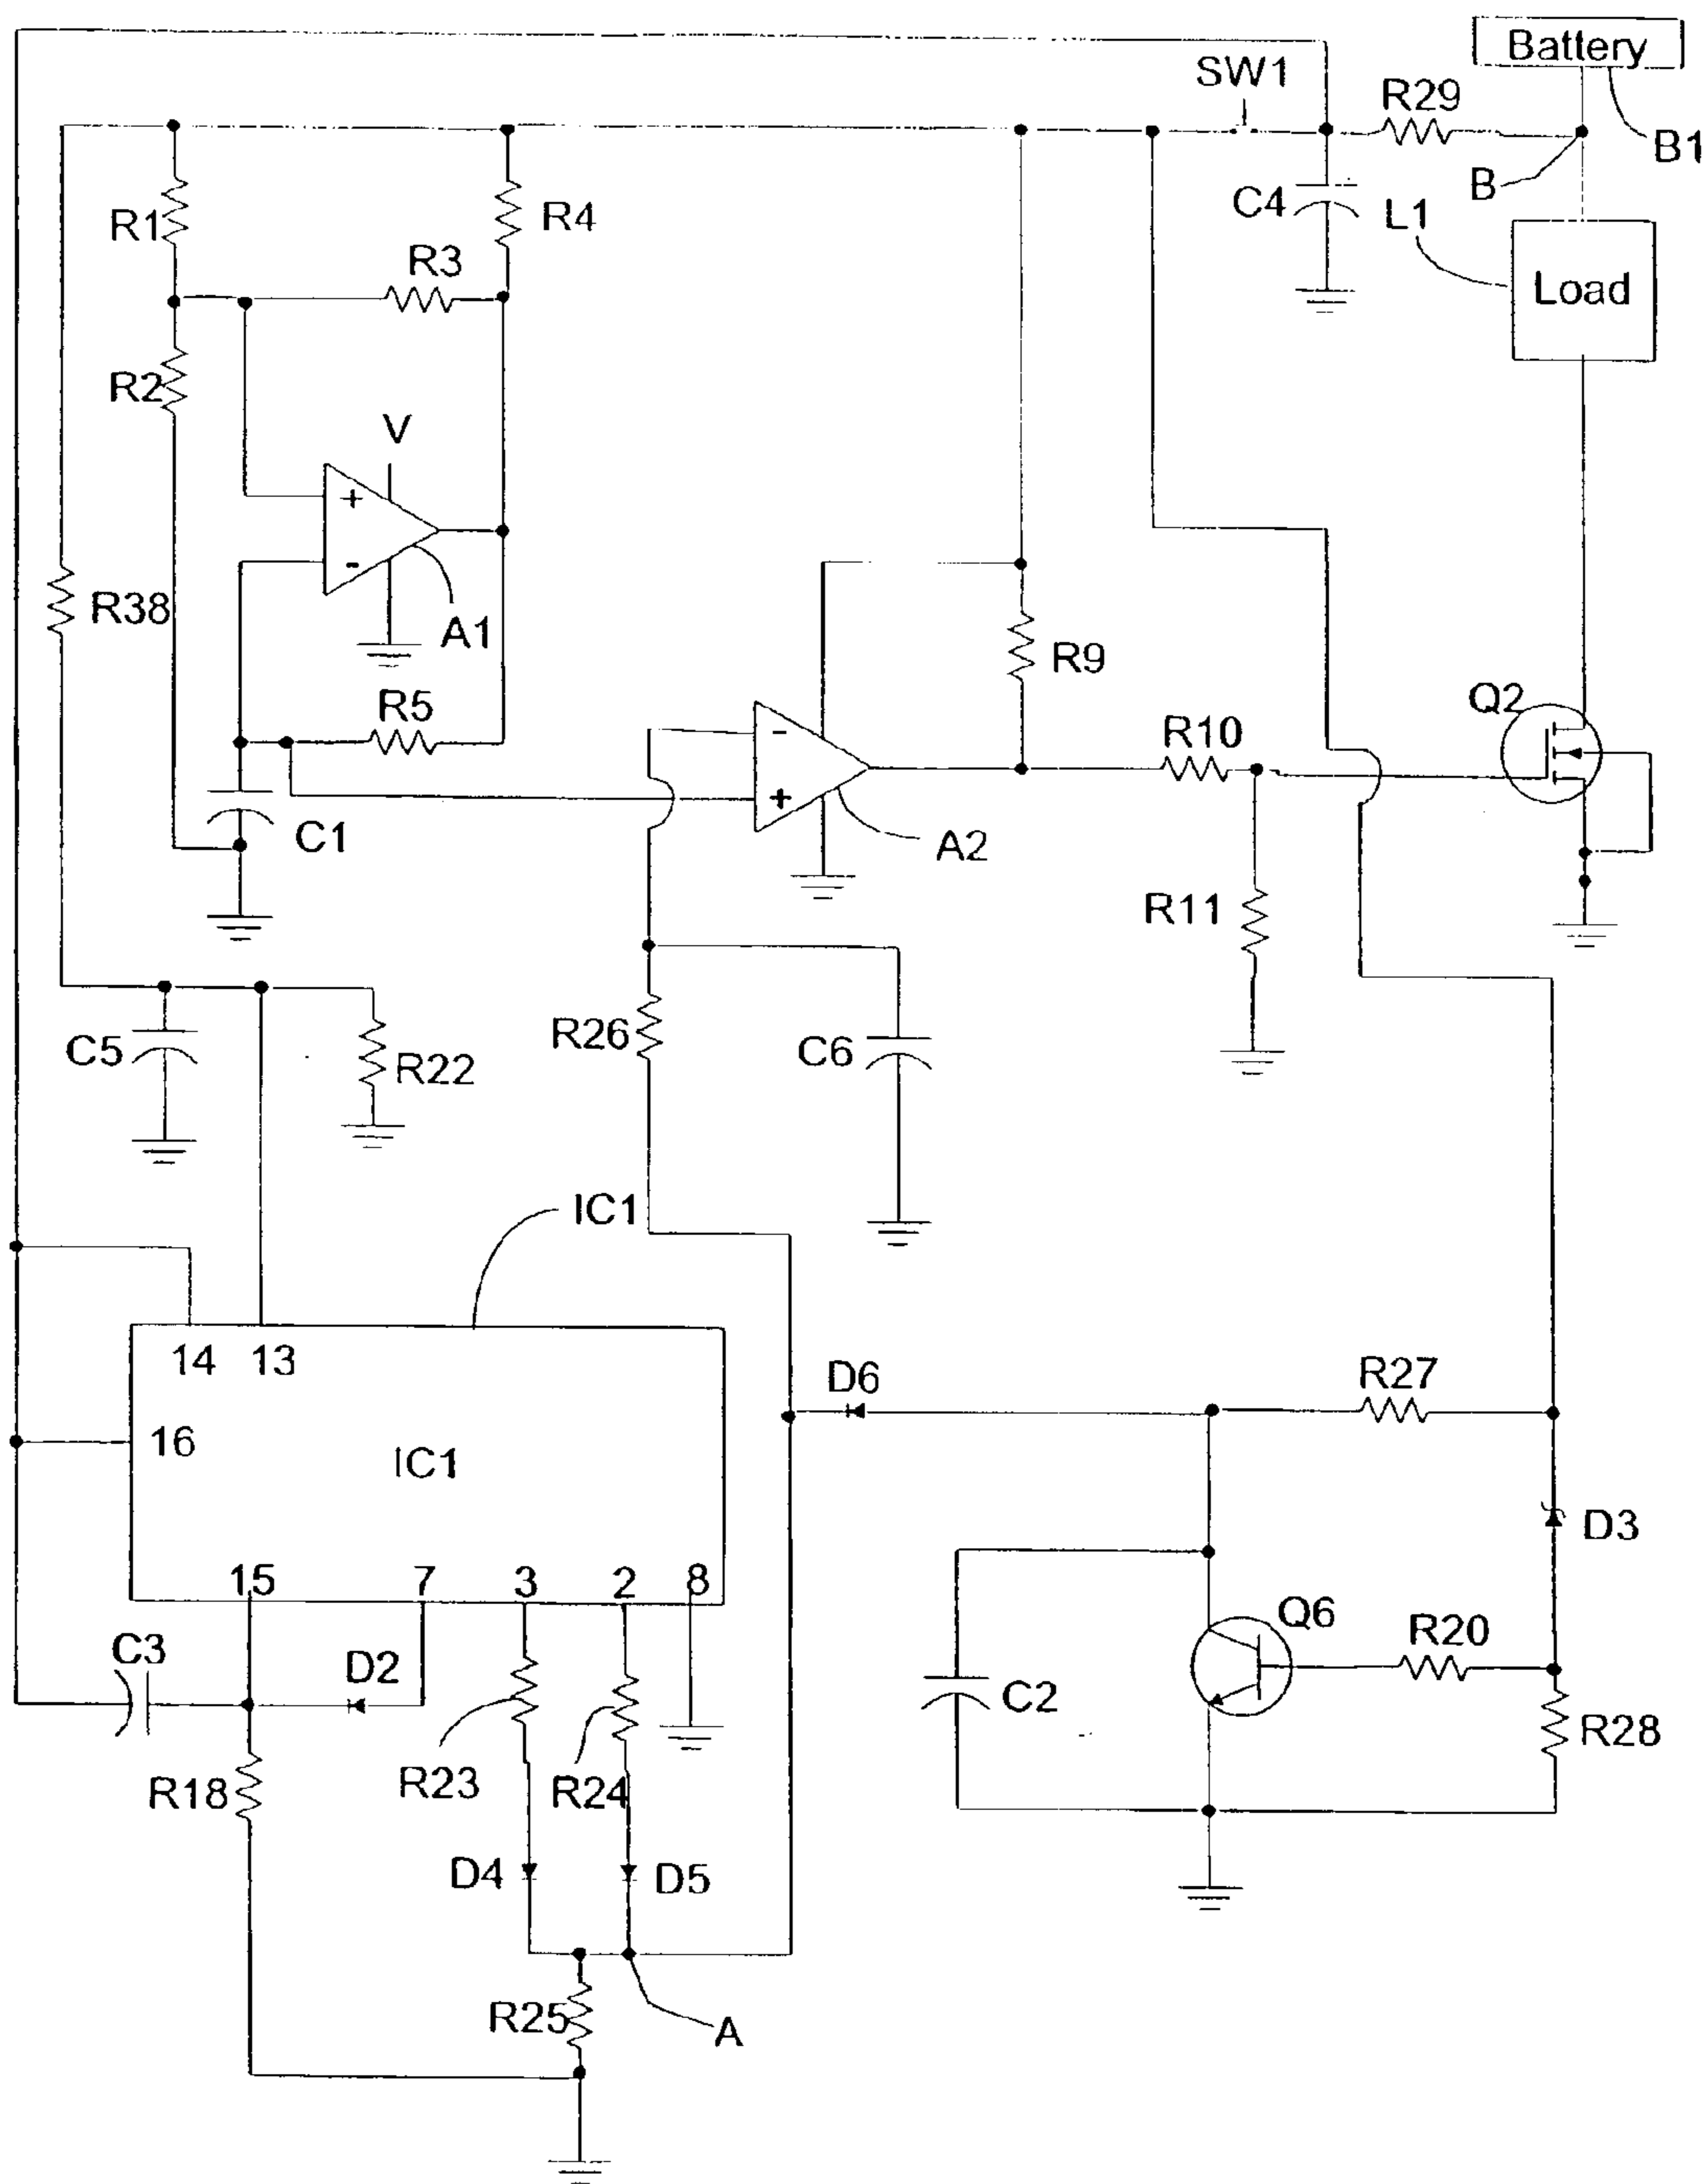 Battery
SW1
R29
B1
B
C4
L1
R1
R4
R3
Load
R2
V
+
-
R38
A1
R9
R5
Q2
R10
-
+
C1
A2
R11
C5
R22
R26
C6
IC1
14 13
D6
R27
16
IC1
D3
15 7 3 2 8
Q6
R20
C3
D2
C2
R28
R18
R23
R24
D4
D5
R25
A